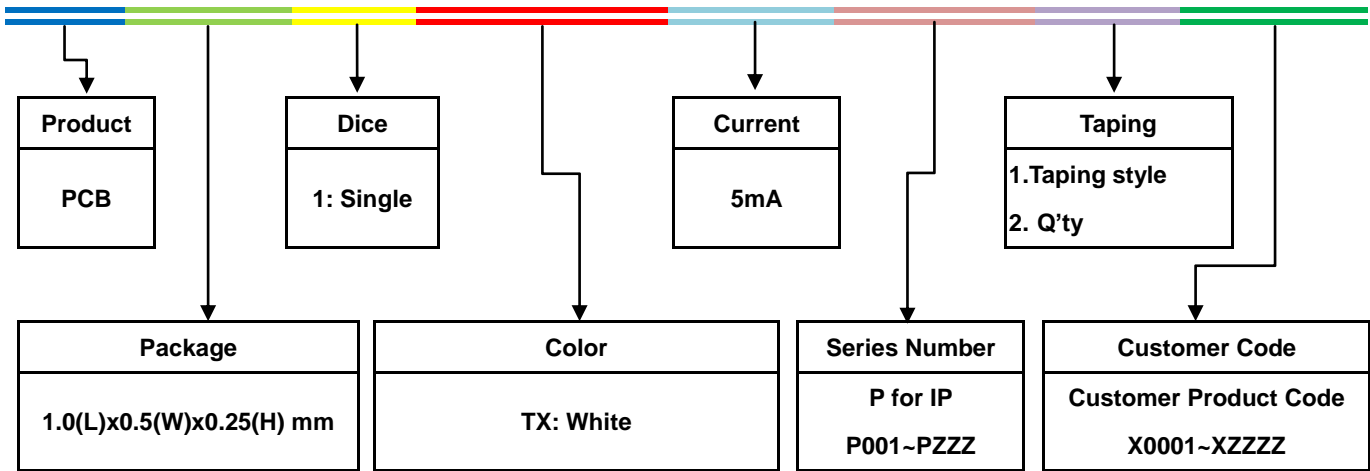 Product
PCB
Dice
1: Single
Current
5mA
Taping
1.Taping style
2. Q’ty
Package
1.0(L)x0.5(W)x0.25(H) mm
Color
TX: White
Series Number
P for IP
P001~PZZZ
Customer Code
Customer Product Code
X0001~XZZZZ